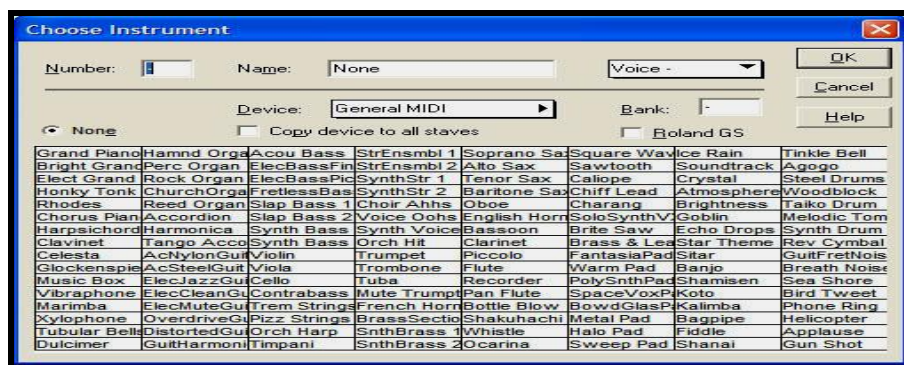 Choose Instrument
Number: Name: None Voice - OK
Cancel
Device: General MIDI Bank: - Help
None Copy device to all staves Roland GS
Grand Piano Hamnd Orga Acou Bass StrEnsmbl 1 Soprano Sa Square Wav Ice Rain Tinkle Bell
Bright Grand Perc Organ ElecBassFin StrEnsmbl 2 Alto Sax Sawtooth Soundtrack Agogo
Elect Grand Rock Organ ElecBassPic SynthStr 1 Tenor Sax Caliope Crystal Steel Drums
Honky Tonk ChurchOrga FretlessBas SynthStr 2 Baritone Sax Chiff Lead Atmosphere Woodblock
Rhodes Reed Organ Slap Bass 1 Choir Ahhs Oboe Charang Brightness Taiko Drum
Chorus Pian Accordion Slap Bass 2 Voice Oohs English Horn SoloSynthV Goblin Melodic Tom
Harpsichord Harmonica Synth Bass Synth Voice Bassoon Brite Saw Echo Drops Synth Drum
Clavinet Tango Acco Synth Bass Orch Hit Clarinet Brass & Lea Star Theme Rev Cymbal
Celesta AcNylonGuit Violin Trumpet Piccolo FantasiaPad Sitar GuitFretNois
Glockenspie AcSteelGuit Viola Trombone Flute Warm Pad Banjo Breath Noise
Music Box ElecJazzGui Cello Tuba Recorder PolySnthPad Shamisen Sea Shore
Vibraphone ElecCleanGu Contrabass Mute Trumpt Pan Flute SpaceVoxPa Koto Bird Tweet
Marimba ElecMuteGui Trem Strings French Horn Bottle Blow BowdGlasPa Kalimba Phone Ring
Xylophone OverdriveGu Pizz Strings BrassSectio Shakuhachi Metal Pad Bagpipe Helicopter
Tubular Bells DistortedGui Orch Harp SnthBrass 1 Whistle Halo Pad Fiddle Applause
Dulcimer GuitHarmoni Timpani SnthBrass 2 Ocarina Sweep Pad Shanai Gun Shot